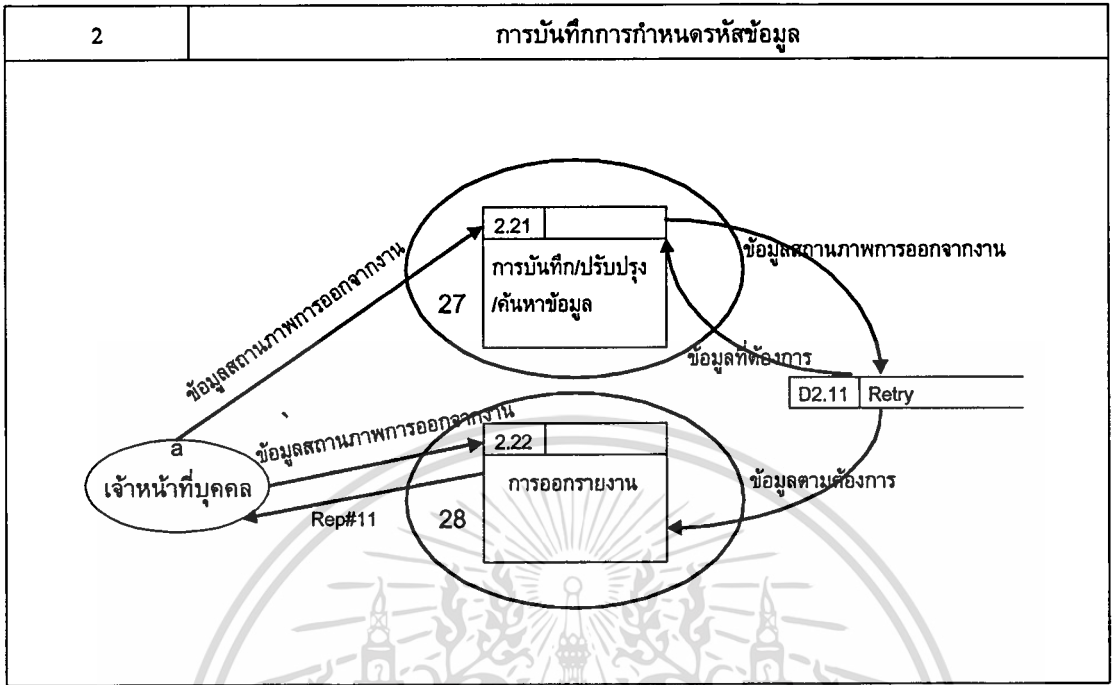 2
การบันทึกการกำหนดรหัสข้อมูล
2.21
การบันทึก/ปรับปรุง
/ค้นหาข้อมูล
27
ข้อมูลสถานภาพการออกจากงาน
ข้อมูลสถานภาพการออกจากงาน
ข้อมูลที่ต้องการ
D2.11 Retry
a
เจ้าหน้าที่บุคคล
ข้อมูลสถานภาพการออกจากงาน
2.22
การออกรายงาน
28
Rep#11
ข้อมูลตามต้องการ